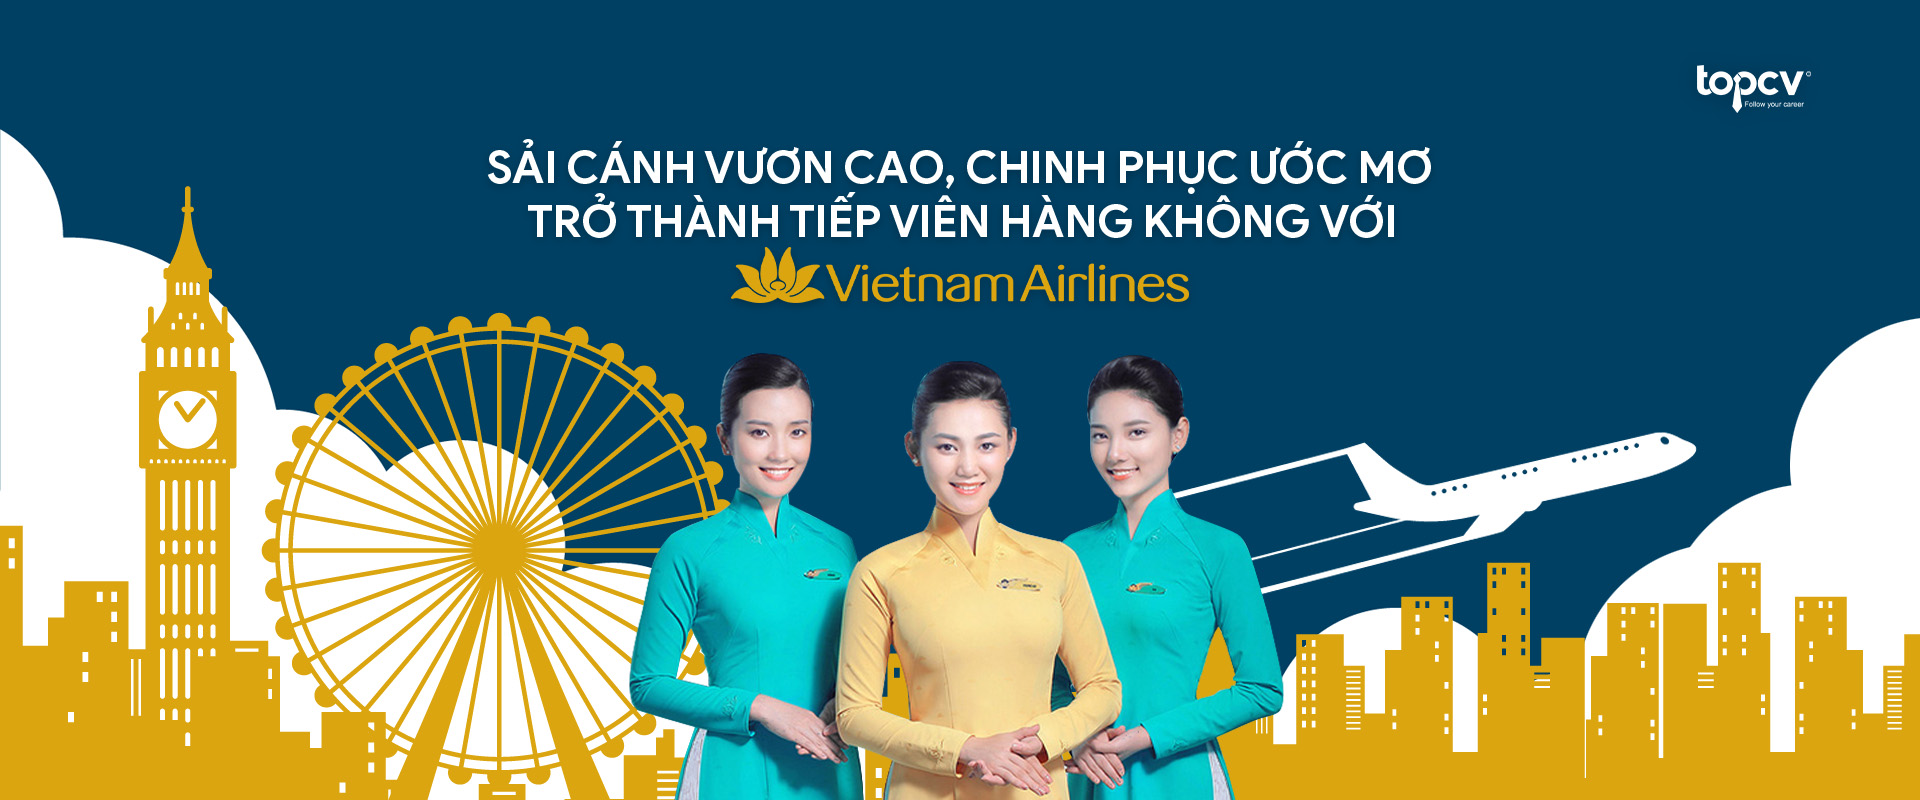 topcv
Follow your career
SẢI CÁNH VƯƠN CAO, CHINH PHỤC ƯỚC MƠ
TRỞ THÀNH TIẾP VIÊN HÀNG KHÔNG VỚI
Vietnam Airlines